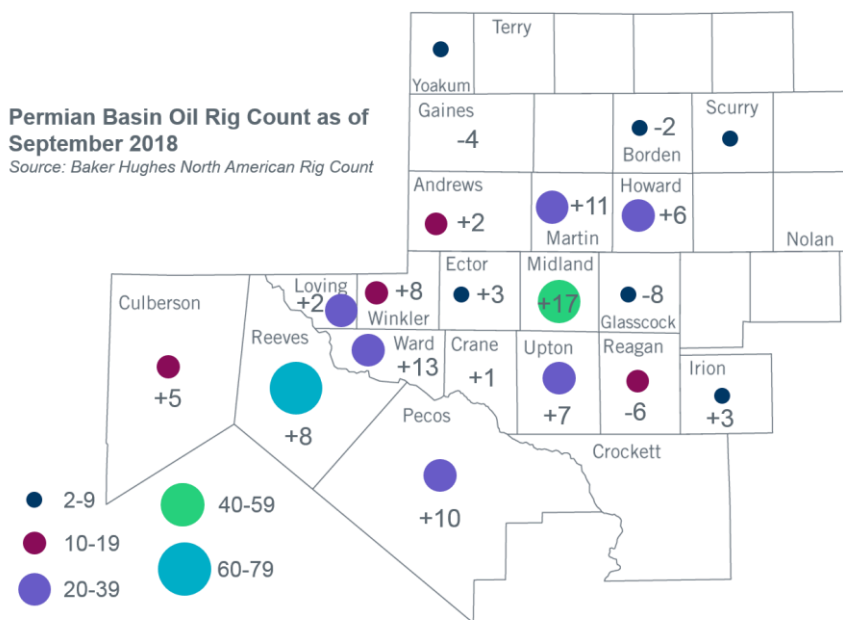 Terry
Yoakum
Permian Basin Oil Rig Count as of
September 2018
Source: Baker Hughes North American Rig Count
Gaines
-4
-2
Borden
Scurry
Andrews
+2
+11
Martin
Howard
+6
Nolan
Culberson
+5
Loving
+2
+8
Winkler
Ector
+3
Midland
+17
-8
Glasscock
Reeves
+8
Ward
+13
Crane
+1
Upton
+7
Reagan
-6
Irion
+3
Pecos
+10
Crockett
2-9
10-19
20-39
40-59
60-79